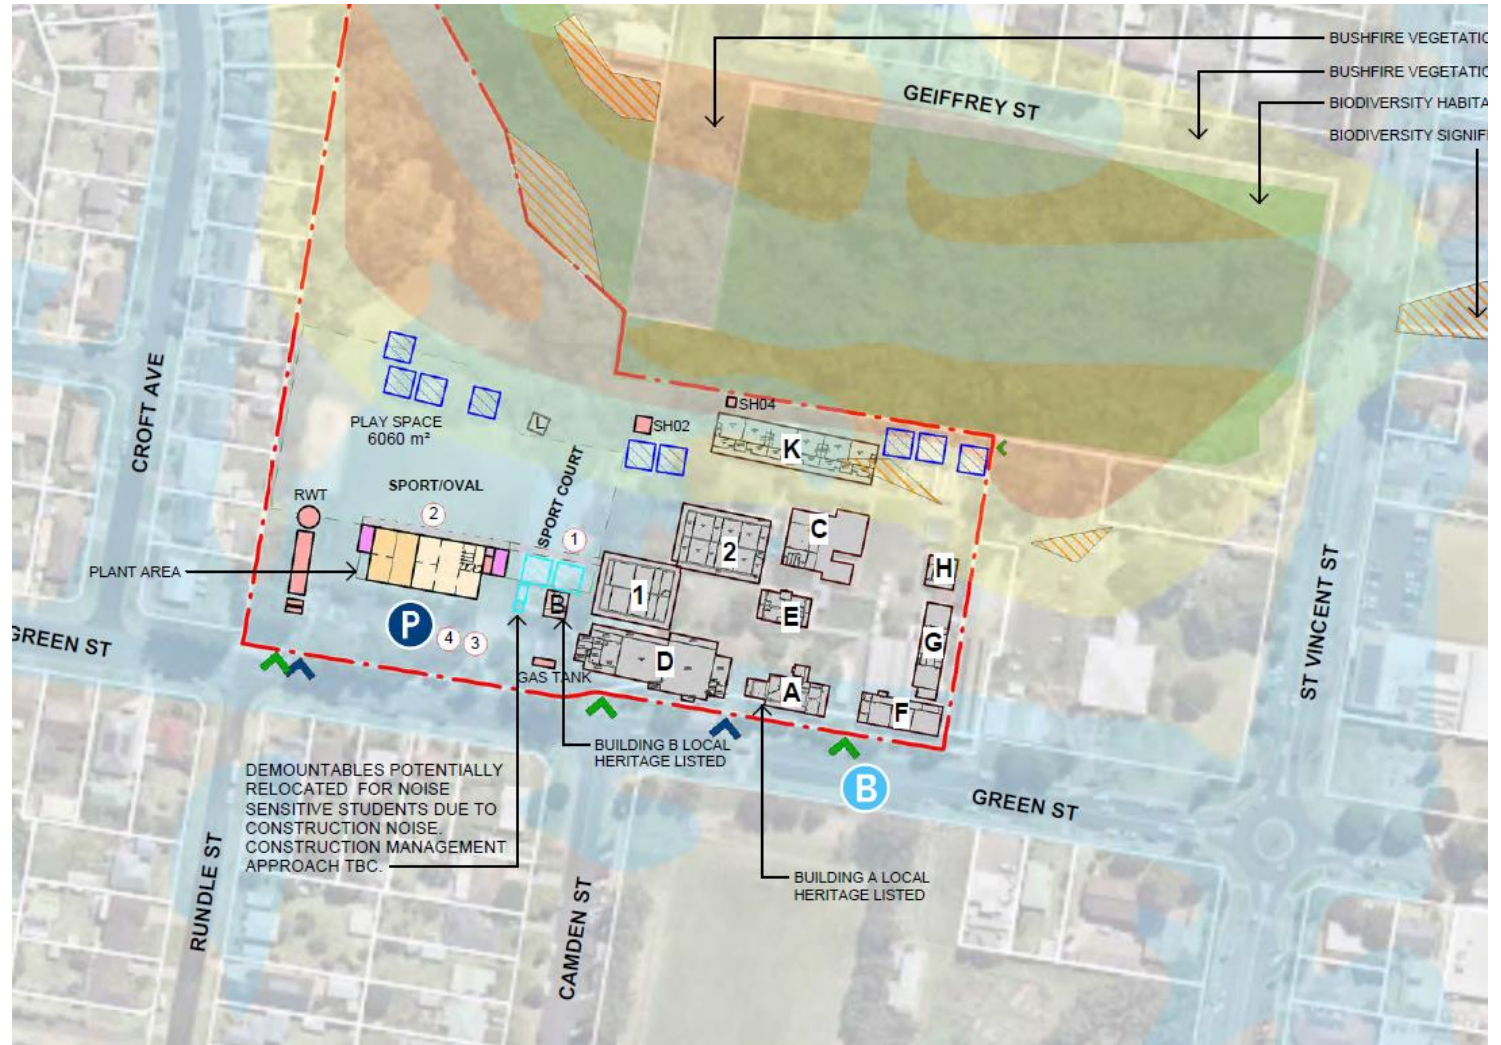 BUSHFIRE VEGETATIO
BUSHFIRE VEGETATIO
BIODIVERSITY HABITA
BIODIVERSITY SIGNIFI
GEIFFREY ST
CROFT AVE
SH04
SH02
L
K
PLAY SPACE
6060 m²
SPORT/OVAL
SPORT COURT
RWT
2
1
C
2
PLANT AREA
H
1
B
E
P
4
3
G
GREEN ST
D
GAS TANK
A
F
ST VINCENT ST
BUILDING B LOCAL
HERITAGE LISTED
DEMOUNTABLES POTENTIALLY
RELOCATED FOR NOISE
SENSITIVE STUDENTS DUE TO
CONSTRUCTION NOISE.
CONSTRUCTION MANAGEMENT
APPROACH TBC.
B
GREEN ST
BUILDING A LOCAL
HERITAGE LISTED
RUNDLE ST
CAMDEN ST